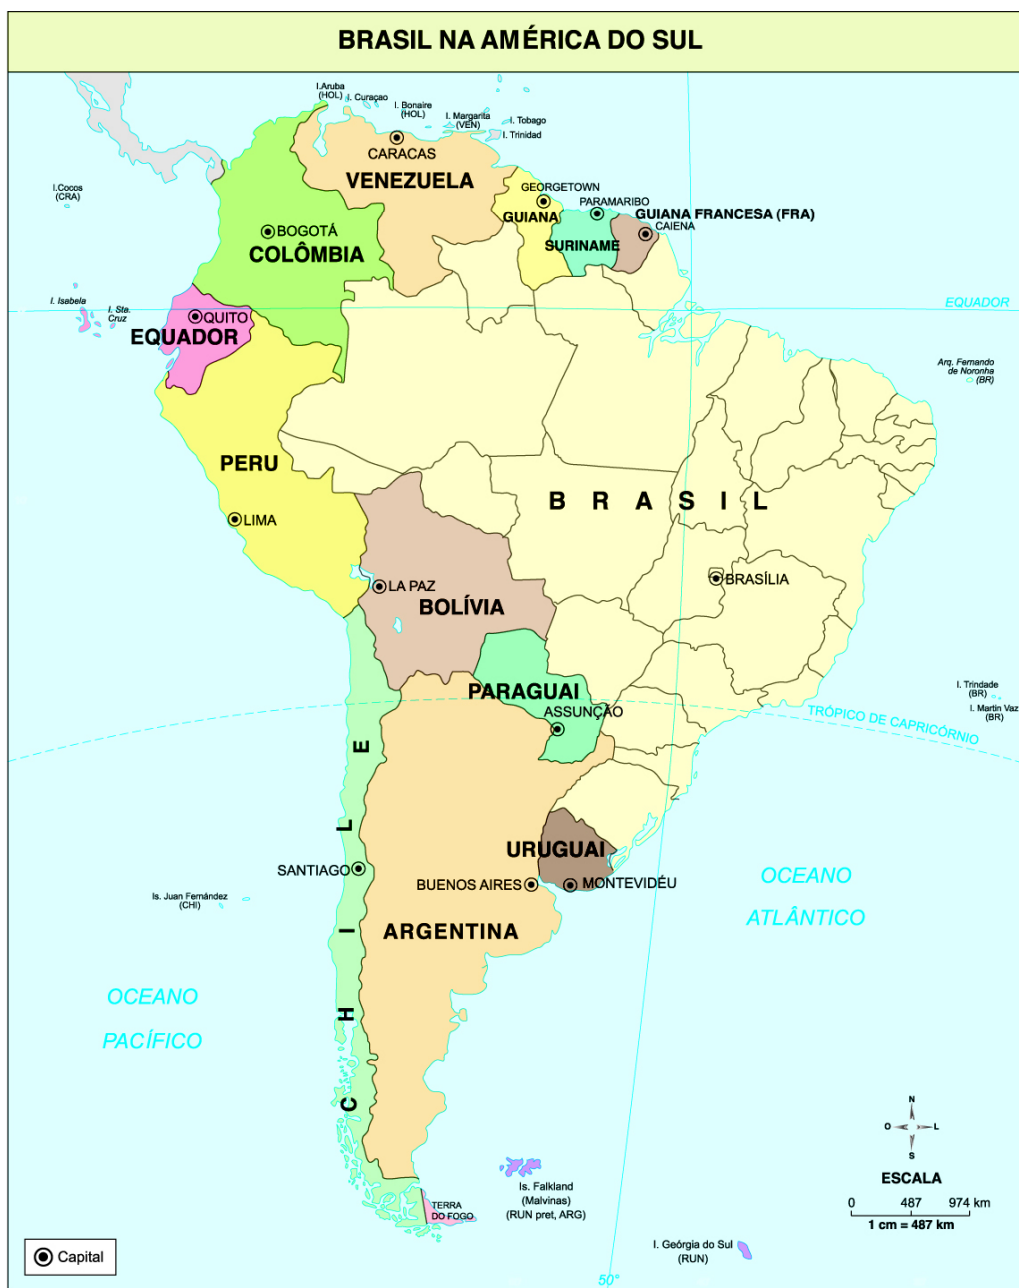 BRASIL NA AMÉRICA DO SUL
I.Aruba
(HOL)
I. Curaçao
I. Bonaire
(HOL)
I. Margarita
(VEN)
I. Tobago
I. Trinidad
CARACAS
VENEZUELA
I.Cocos
(CRA)
GEORGETOWN
GUIANA
PARAMARIBO
SURINAME
GUIANA FRANCESA (FRA)
CAIENA
BOGOTÁ
COLÔMBIA
I. Isabela
I. Sta.
Cruz
QUITO
EQUADOR
EQUADOR
Arq. Fernando
de Noronha
(BR)
PERU
LIMA
B R A S I L
BRASÍLIA
LA PAZ
BOLÍVIA
PARAGUAI
ASSUNÇÃO
I. Trindade
(BR)
I. Martin Vaz
(BR)
TRÓPICO DE CAPRICÓRNIO
C H I L E
SANTIAGO
URUGUAI
BUENOS AIRES
MONTEVIDÉU
I​s. Juan Fernández
(CHI)
ARGENTINA
OCEANO
ATLÂNTICO
OCEANO
PACÍFICO
N
O
L
S
ESCALA
0 487 974 km
1 cm = 487 km
Is. Falkland
(Malvinas)
(RUN pret, ARG)
TERRA
DO FOGO
I. Geórgia do Sul
(RUN)
Capital
50°